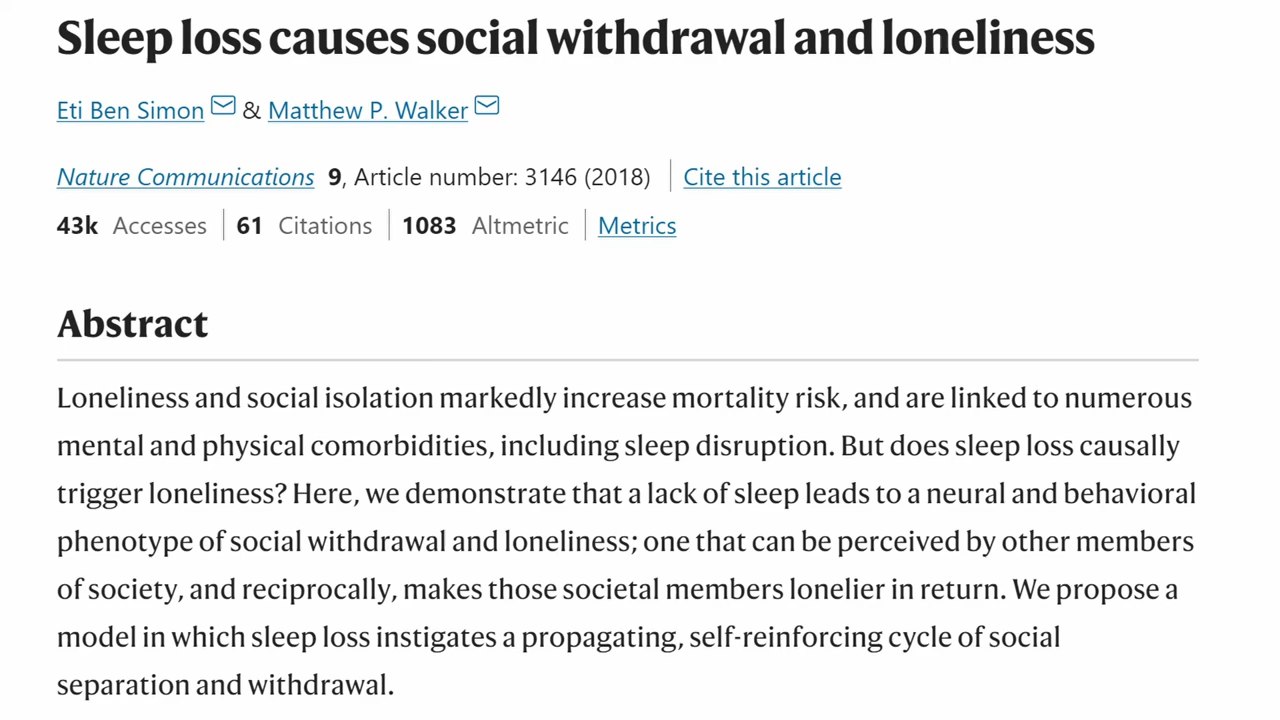 Sleep loss causes social withdrawal and loneliness
Eti Ben Simon & Matthew P. Walker
Nature Communications 9, Article number: 3146 (2018) Cite this article
43k Accesses 61 Citations 1083 Altmetric Metrics
Abstract
Loneliness and social isolation markedly increase mortality risk, and are linked to numerous
mental and physical comorbidities, including sleep disruption. But does sleep loss causally
trigger loneliness? Here, we demonstrate that a lack of sleep leads to a neural and behavioral
phenotype of social withdrawal and loneliness; one that can be perceived by other members
of society, and reciprocally, makes those societal members lonelier in return. We propose a
model in which sleep loss instigates a propagating, self-reinforcing cycle of social
separation and withdrawal.